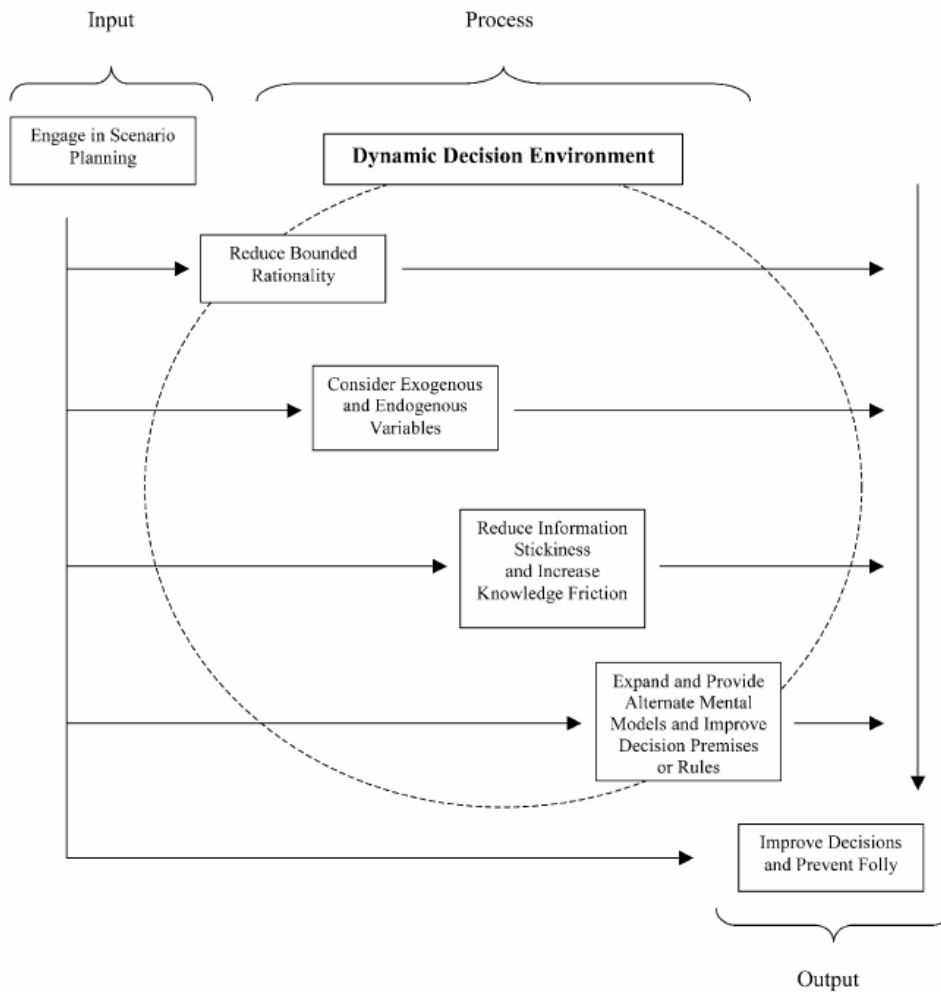 Input
Process
Engage in Scenario
Planning
Dynamic Decision Environment
Reduce Bounded
Rationality
Consider Exogenous
and Endogenous
Variables
Reduce Information
Stickiness
and Increase
Knowledge Friction
Expand and Provide
Alternate Mental
Models and Improve
Decision Premises
or Rules
Improve Decisions
and Prevent Folly
Output